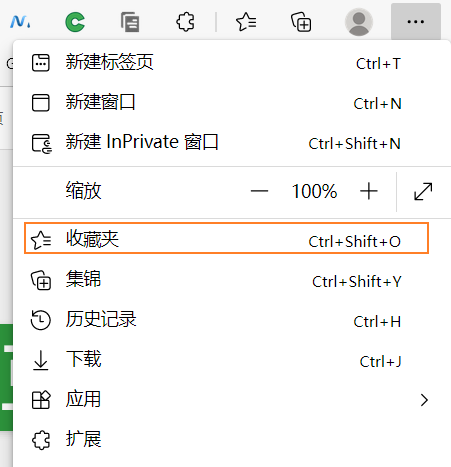 新建标签页 Ctrl+T
新建窗口 Ctrl+N
新建 InPrivate 窗口 Ctrl+Shift+N
缩放 — 100% +
收藏夹 Ctrl+Shift+O
集锦 Ctrl+Shift+Y
历史记录 Ctrl+H
下载 Ctrl+J
应用
扩展